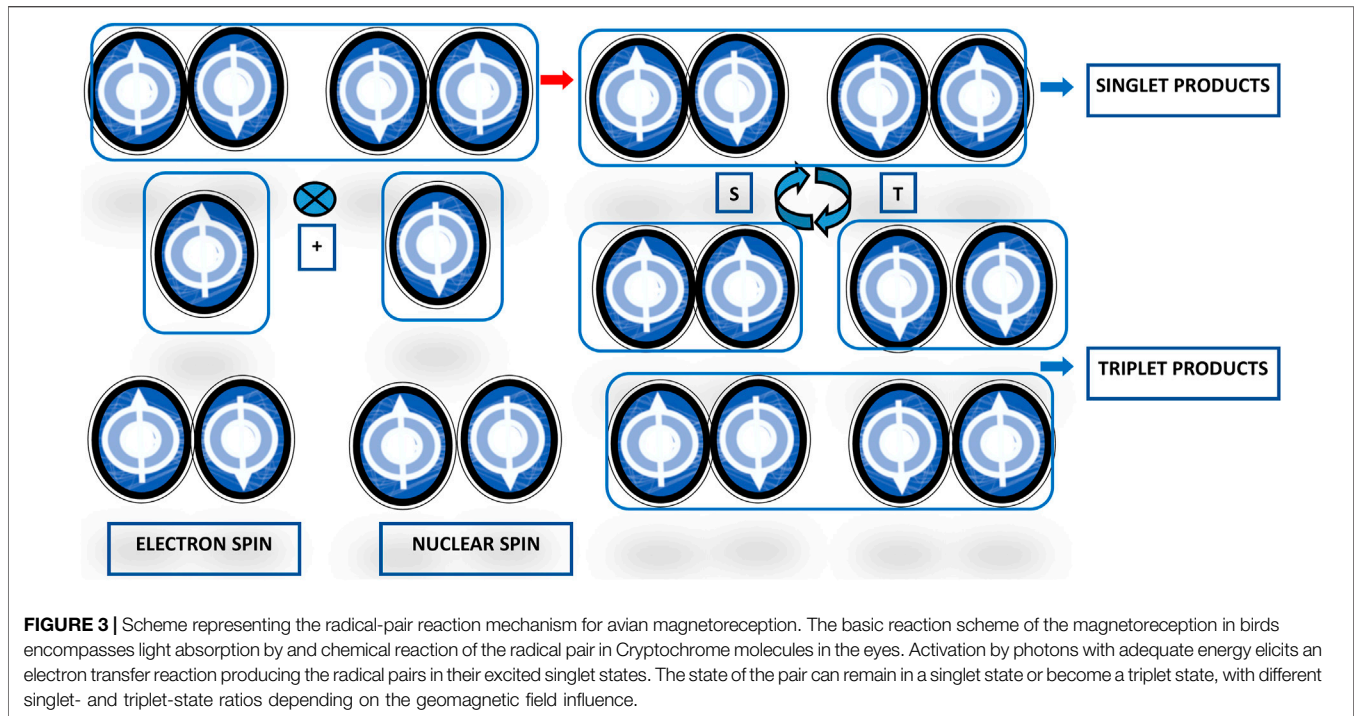 SINGLET PRODUCTS
S
T
+
TRIPLET PRODUCTS
ELECTRON SPIN
NUCLEAR SPIN
FIGURE 3 | Scheme representing the radical-pair reaction mechanism for avian magnetoreception. The basic reaction scheme of the magnetoreception in birds
encompasses light absorption by and chemical reaction of the radical pair in Cryptochrome molecules in the eyes. Activation by photons with adequate energy elicits an
electron transfer reaction producing the radical pairs in their excited singlet states. The state of the pair can remain in a singlet state or become a triplet state, with different
singlet- and triplet-state ratios depending on the geomagnetic field influence.